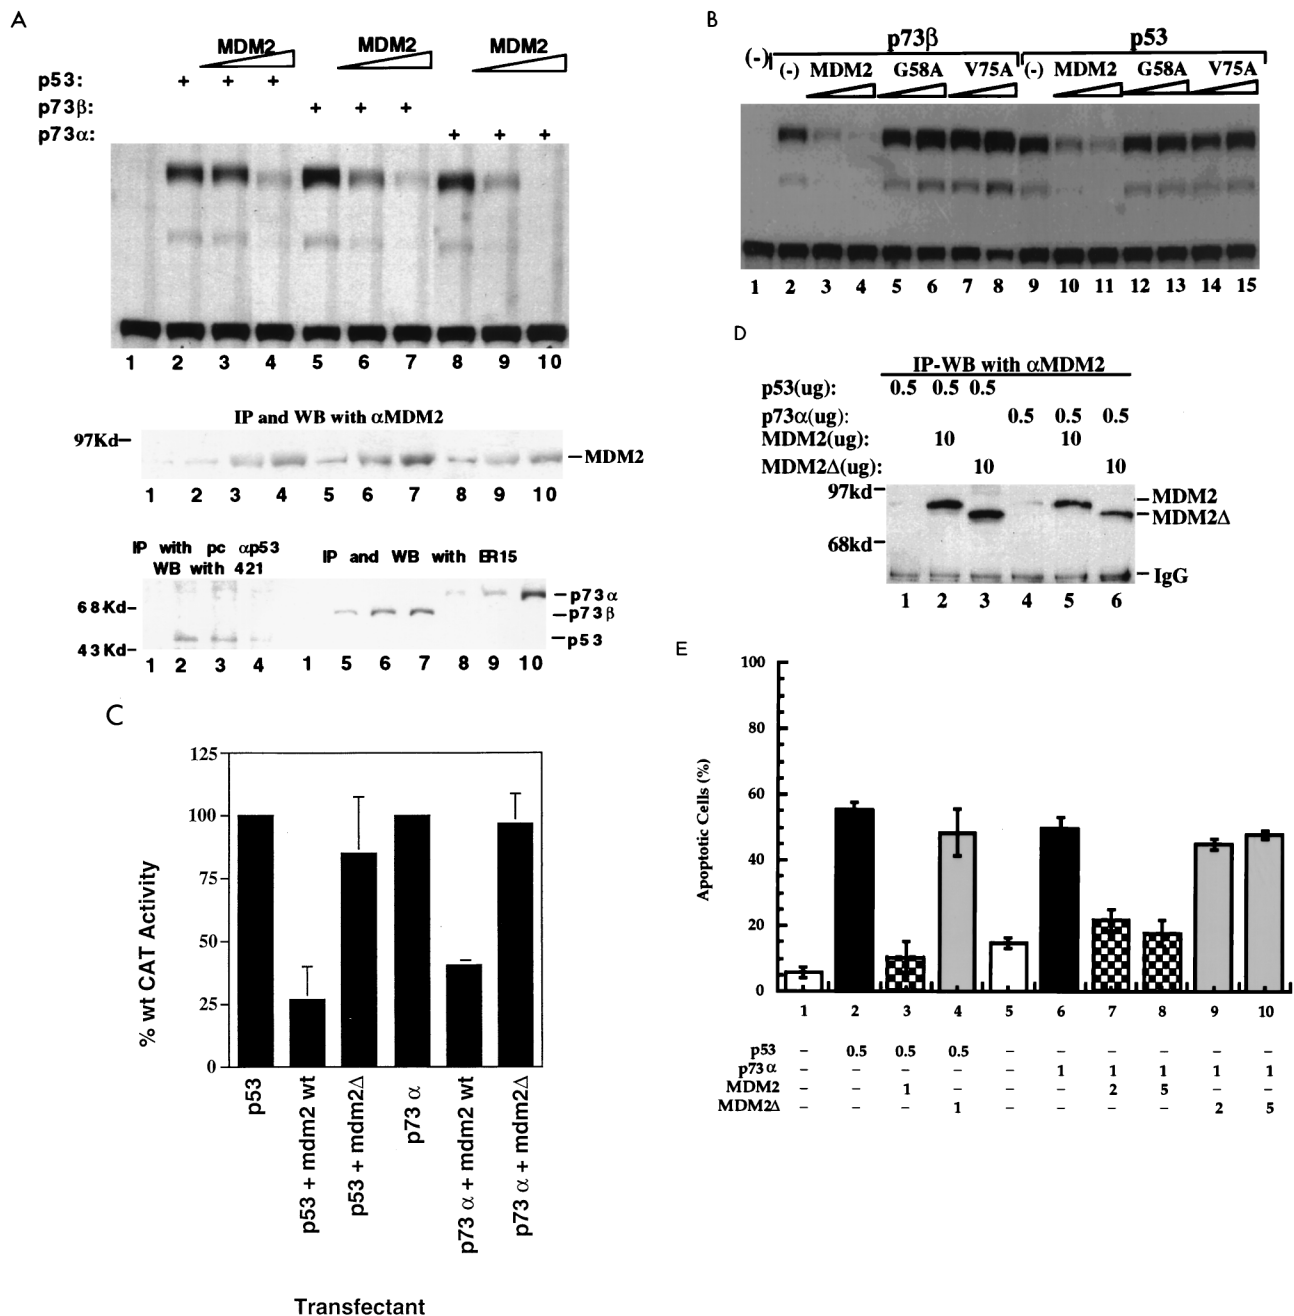 A
MDM2 MDM2 MDM2
p53: + + +
p73β: + + +
p73α: + + +
1 2 3 4 5 6 7 8 9 10
IP and WB with αMDM2
97Kd
MDM2
1 2 3 4 5 6 7 8 9 10
IP with pc αp53
WB with 421
IP and WB with ER15
68Kd
43Kd
p73α
p73β
p53
1 2 3 4 1 5 6 7 8 9 10
B
p73β p53
(-) (-) MDM2 G58A V75A (-) MDM2 G58A V75A
1 2 3 4 5 6 7 8 9 10 11 12 13 14 15
D
IP-WB with αMDM2
p53(ug): 0.5 0.5 0.5
p73α(ug): 0.5 0.5 0.5
MDM2(ug): 10 10
MDM2Δ(ug): 10 10
97kd
68kd
MDM2
MDM2Δ
IgG
1 2 3 4 5 6
C
% wt CAT Activity
125
100
75
50
25
0
p53
p53 + mdm2 wt
p53 + mdm2Δ
p73 α
p73 α + mdm2 wt
p73 α + mdm2Δ
Transfectant
E
Apoptotic Cells (%)
100
80
60
40
20
0
1 2 3 4 5 6 7 8 9 10
p53 – 0.5 0.5 0.5 – – – – – –
p73α – – – – – 1 1 1 1 1
MDM2 – – 1 – – – 2 5 – –
MDM2Δ – – – 1 – – – – 2 5